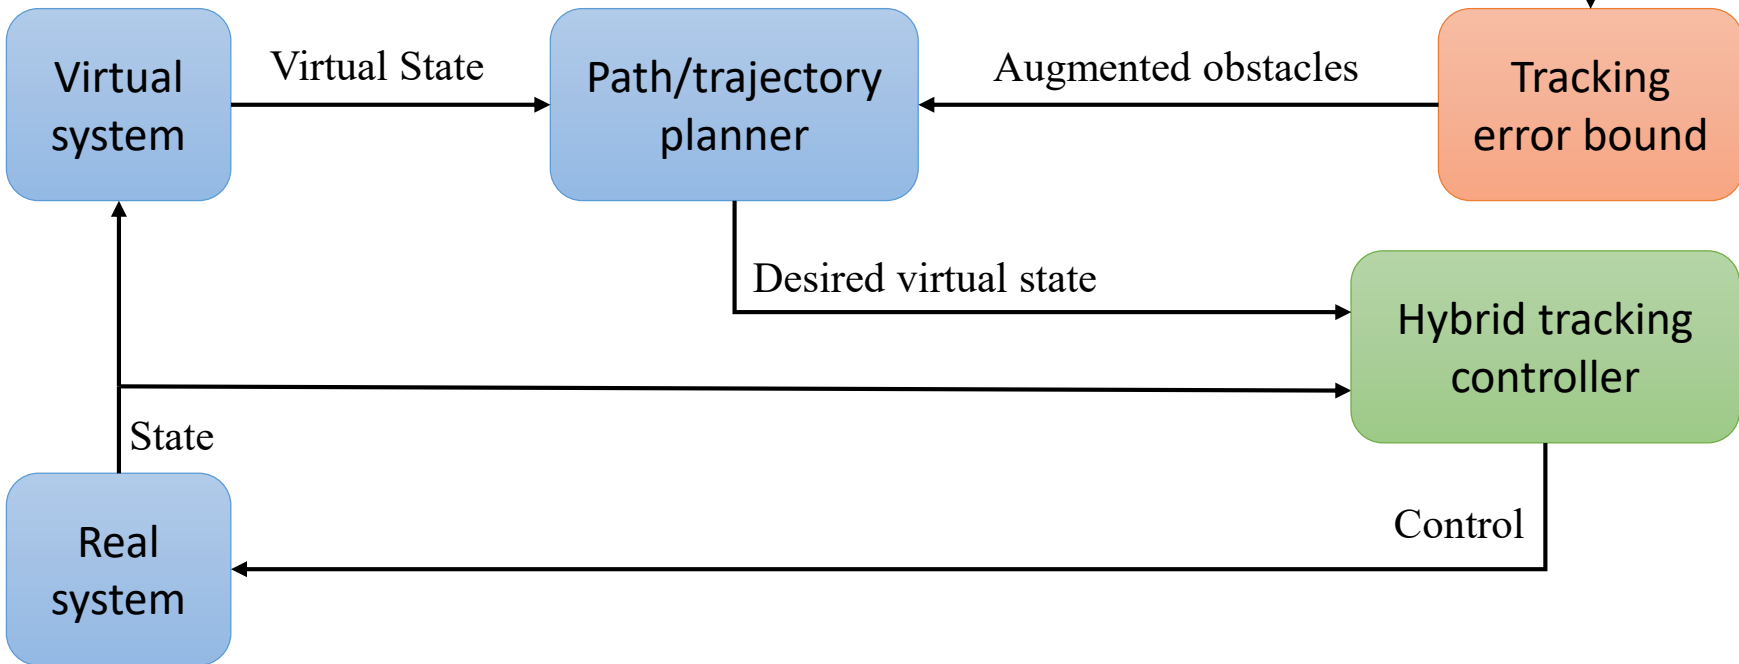 Virtual
system
Virtual State
Path/trajectory
planner
Augmented obstacles
Tracking
error bound
Desired virtual state
Hybrid tracking
controller
State
Real
system
Control